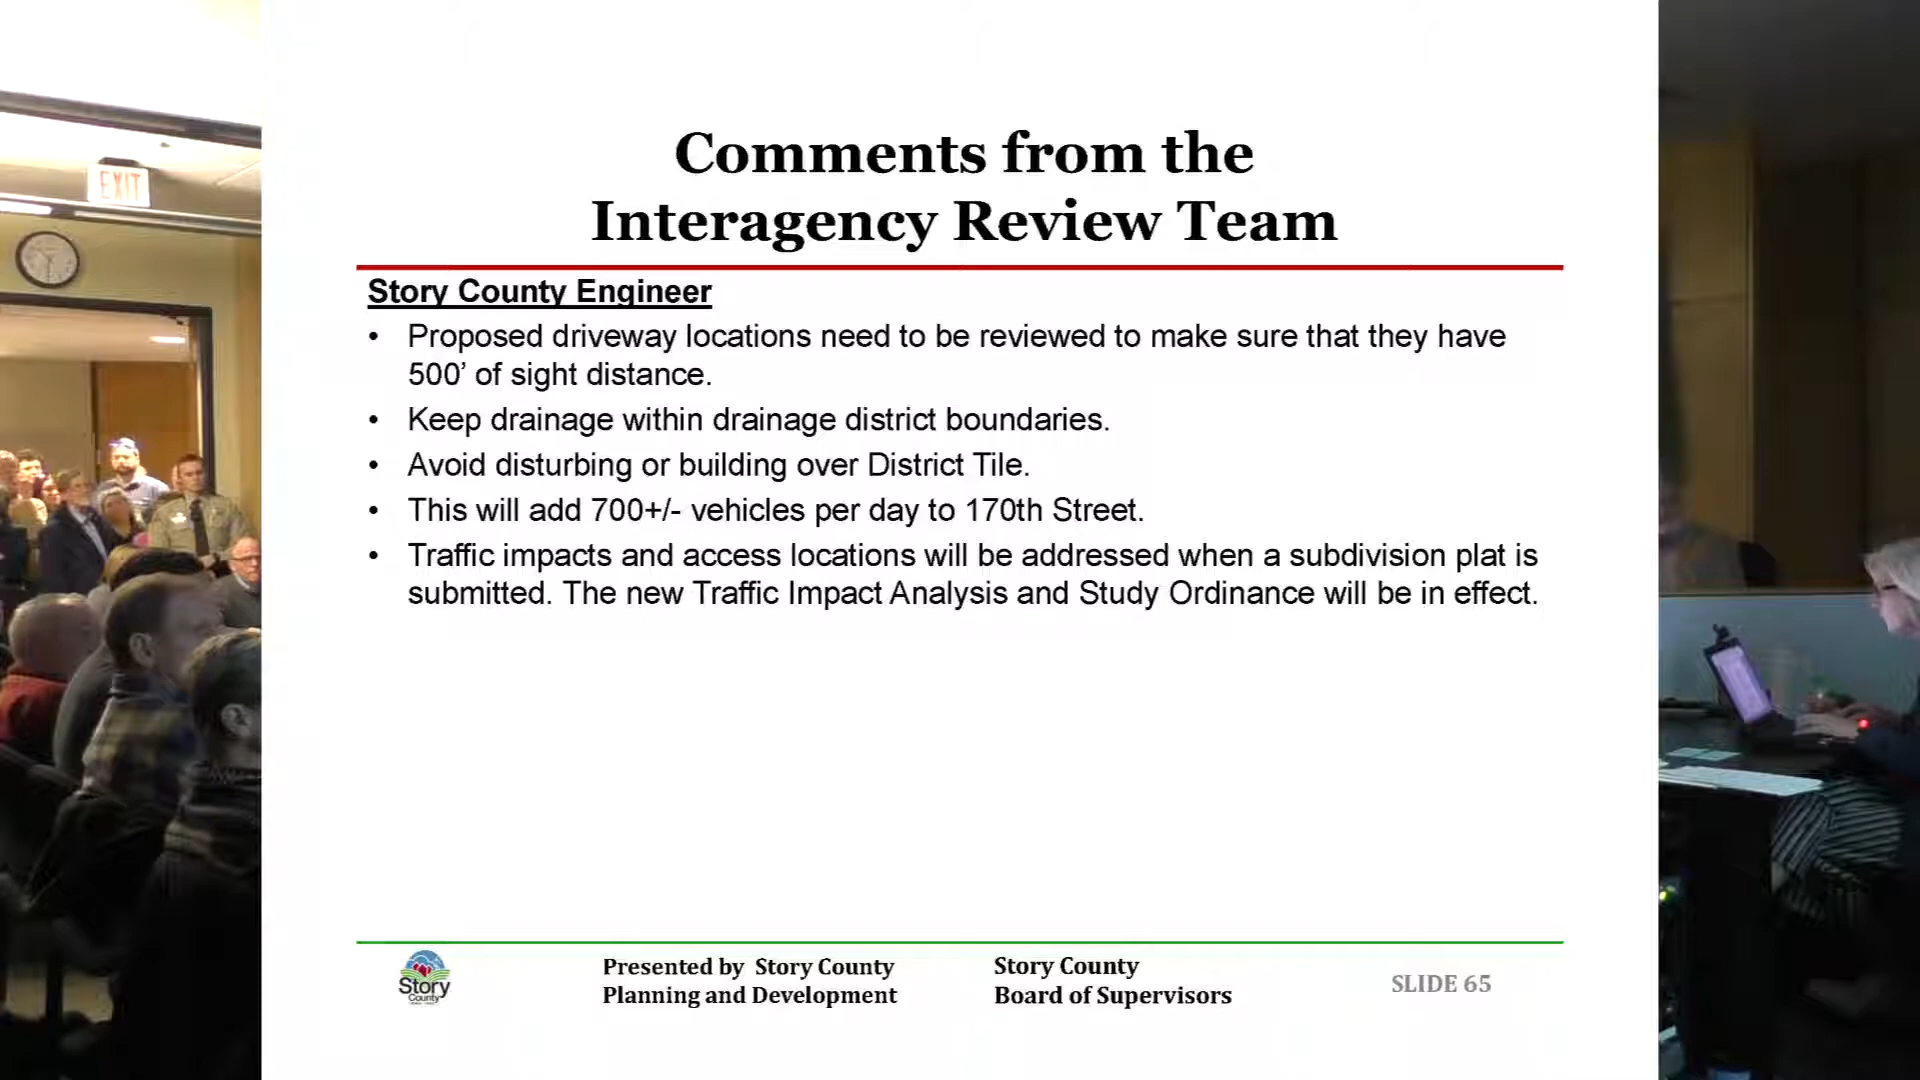 EXIT
Comments from the
Interagency Review Team
Story County Engineer
• Proposed driveway locations need to be reviewed to make sure that they have
500’ of sight distance.
• Keep drainage within drainage district boundaries.
• Avoid disturbing or building over District Tile.
• This will add 700+/- vehicles per day to 170th Street.
• Traffic impacts and access locations will be addressed when a subdivision plat is
submitted. The new Traffic Impact Analysis and Study Ordinance will be in effect.
Story
County
Presented by Story County
Planning and Development
Story County
Board of Supervisors
SLIDE 65